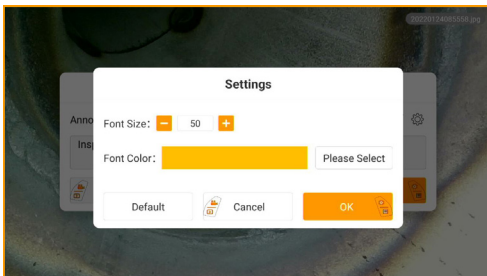 20220124085558.jpg
Settings
Anno
Font Size: − 50 +
Insp
Font Color: Please Select
Default Cancel OK